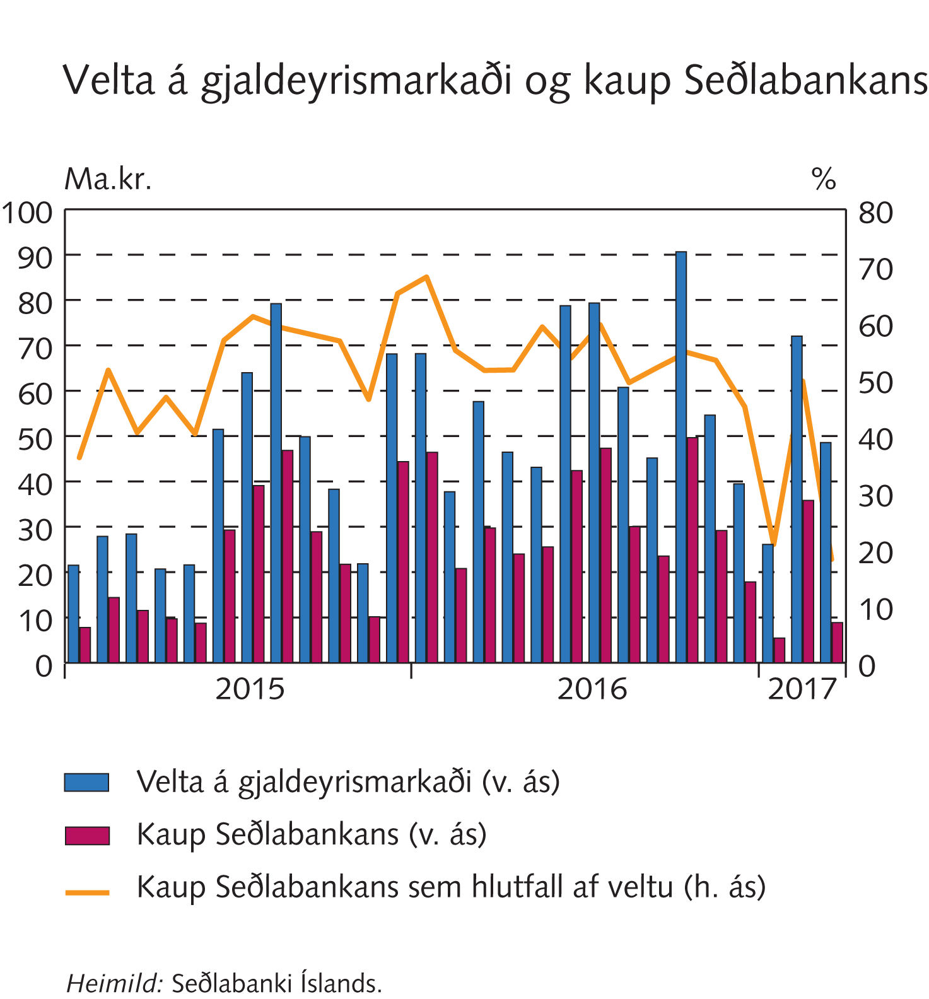 Velta á gjaldeyrismarkaði og kaup Seðlabankans
Ma.kr. %
100 80
90
70
80
60
70
60 50
50 40
40
30
30
20
20
10 10
0 0
2015 2016 2017
Velta á gjaldeyrismarkaði (v. ás)
Kaup Seðlabankans (v. ás)
Kaup Seðlabankans sem hlutfall af veltu (h. ás)
Heimild: Seðlabanki Íslands.